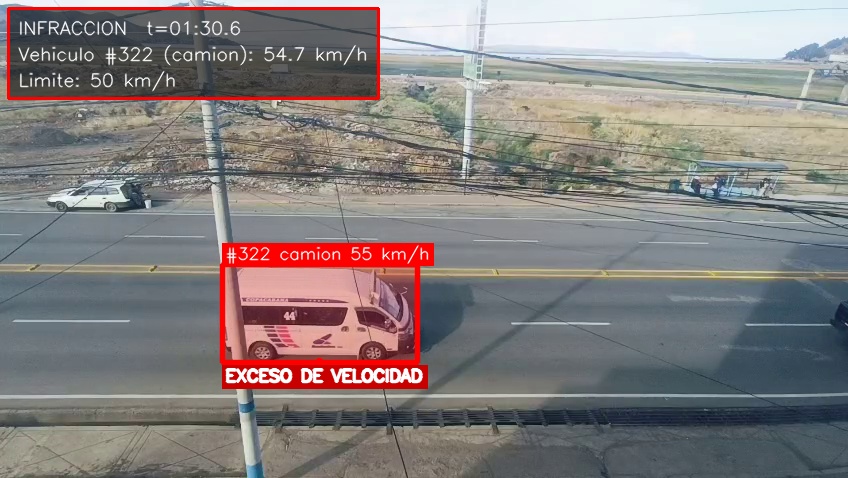 INFRACCION t=01:30.6
Vehiculo #322 (camion): 54.7 km/h
Limite: 50 km/h
#322 camion 55 km/h
COPACABANA
44
EXCESO DE VELOCIDAD